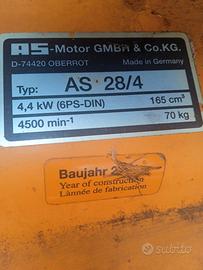 AS-Motor GMBH & Co.KG.
D-74420 OBERROT Made in Germany
Typ: AS 28/4
4,4 kW (6PS-DIN) 165 cm³
4500 min⁻¹ 70 kg
Baujahr
Year of construction
L'année de fabrication
subito